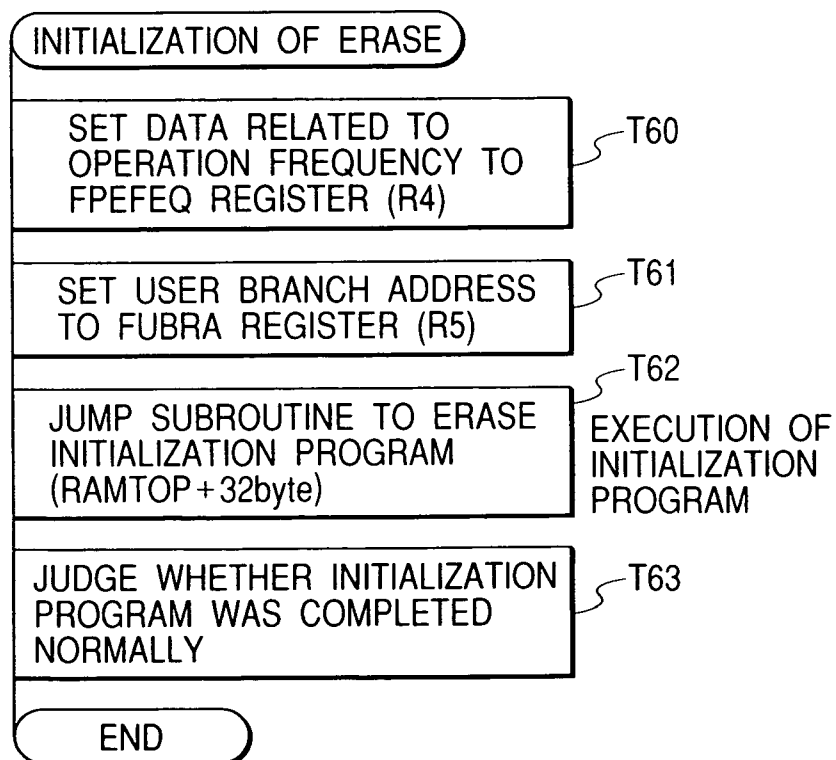 INITIALIZATION OF ERASE
SET DATA RELATED TO
OPERATION FREQUENCY TO
FPEFEQ REGISTER (R4)
T60
SET USER BRANCH ADDRESS
TO FUBRA REGISTER (R5)
T61
JUMP SUBROUTINE TO ERASE
INITIALIZATION PROGRAM
(RAMTOP+32byte)
T62
EXECUTION OF
INITIALIZATION
PROGRAM
JUDGE WHETHER INITIALIZATION
PROGRAM WAS COMPLETED
NORMALLY
T63
END